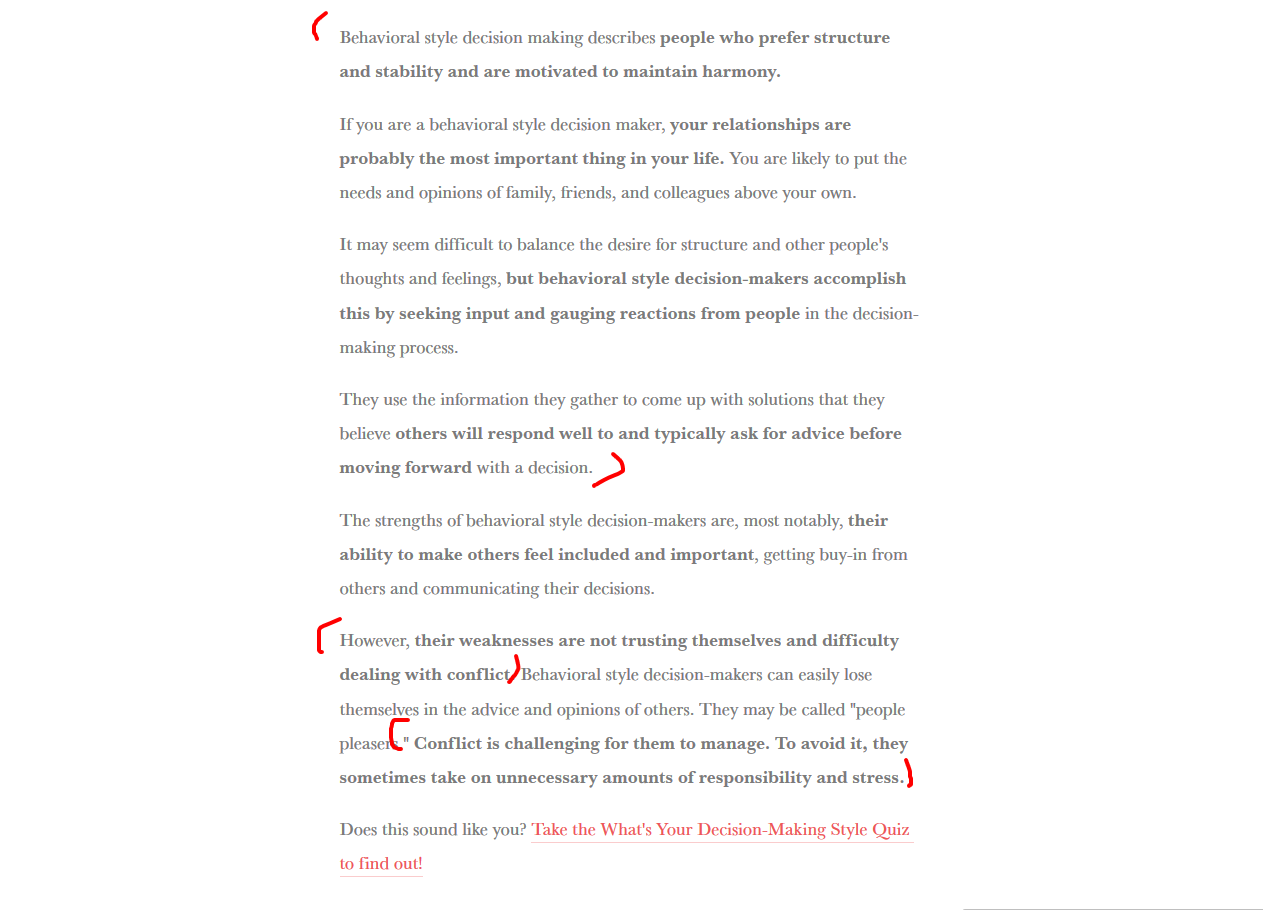 Behavioral style decision making describes people who prefer structure
and stability and are motivated to maintain harmony.
If you are a behavioral style decision maker, your relationships are
probably the most important thing in your life. You are likely to put the
needs and opinions of family, friends, and colleagues above your own.
It may seem difficult to balance the desire for structure and other people's
thoughts and feelings, but behavioral style decision-makers accomplish
this by seeking input and gauging reactions from people in the decision-
making process.
They use the information they gather to come up with solutions that they
believe others will respond well to and typically ask for advice before
moving forward with a decision.
The strengths of behavioral style decision-makers are, most notably, their
ability to make others feel included and important, getting buy-in from
others and communicating their decisions.
However, their weaknesses are not trusting themselves and difficulty
dealing with conflict. Behavioral style decision-makers can easily lose
themselves in the advice and opinions of others. They may be called "people
pleasers." Conflict is challenging for them to manage. To avoid it, they
sometimes take on unnecessary amounts of responsibility and stress.
Does this sound like you? Take the What's Your Decision-Making Style Quiz
to find out!